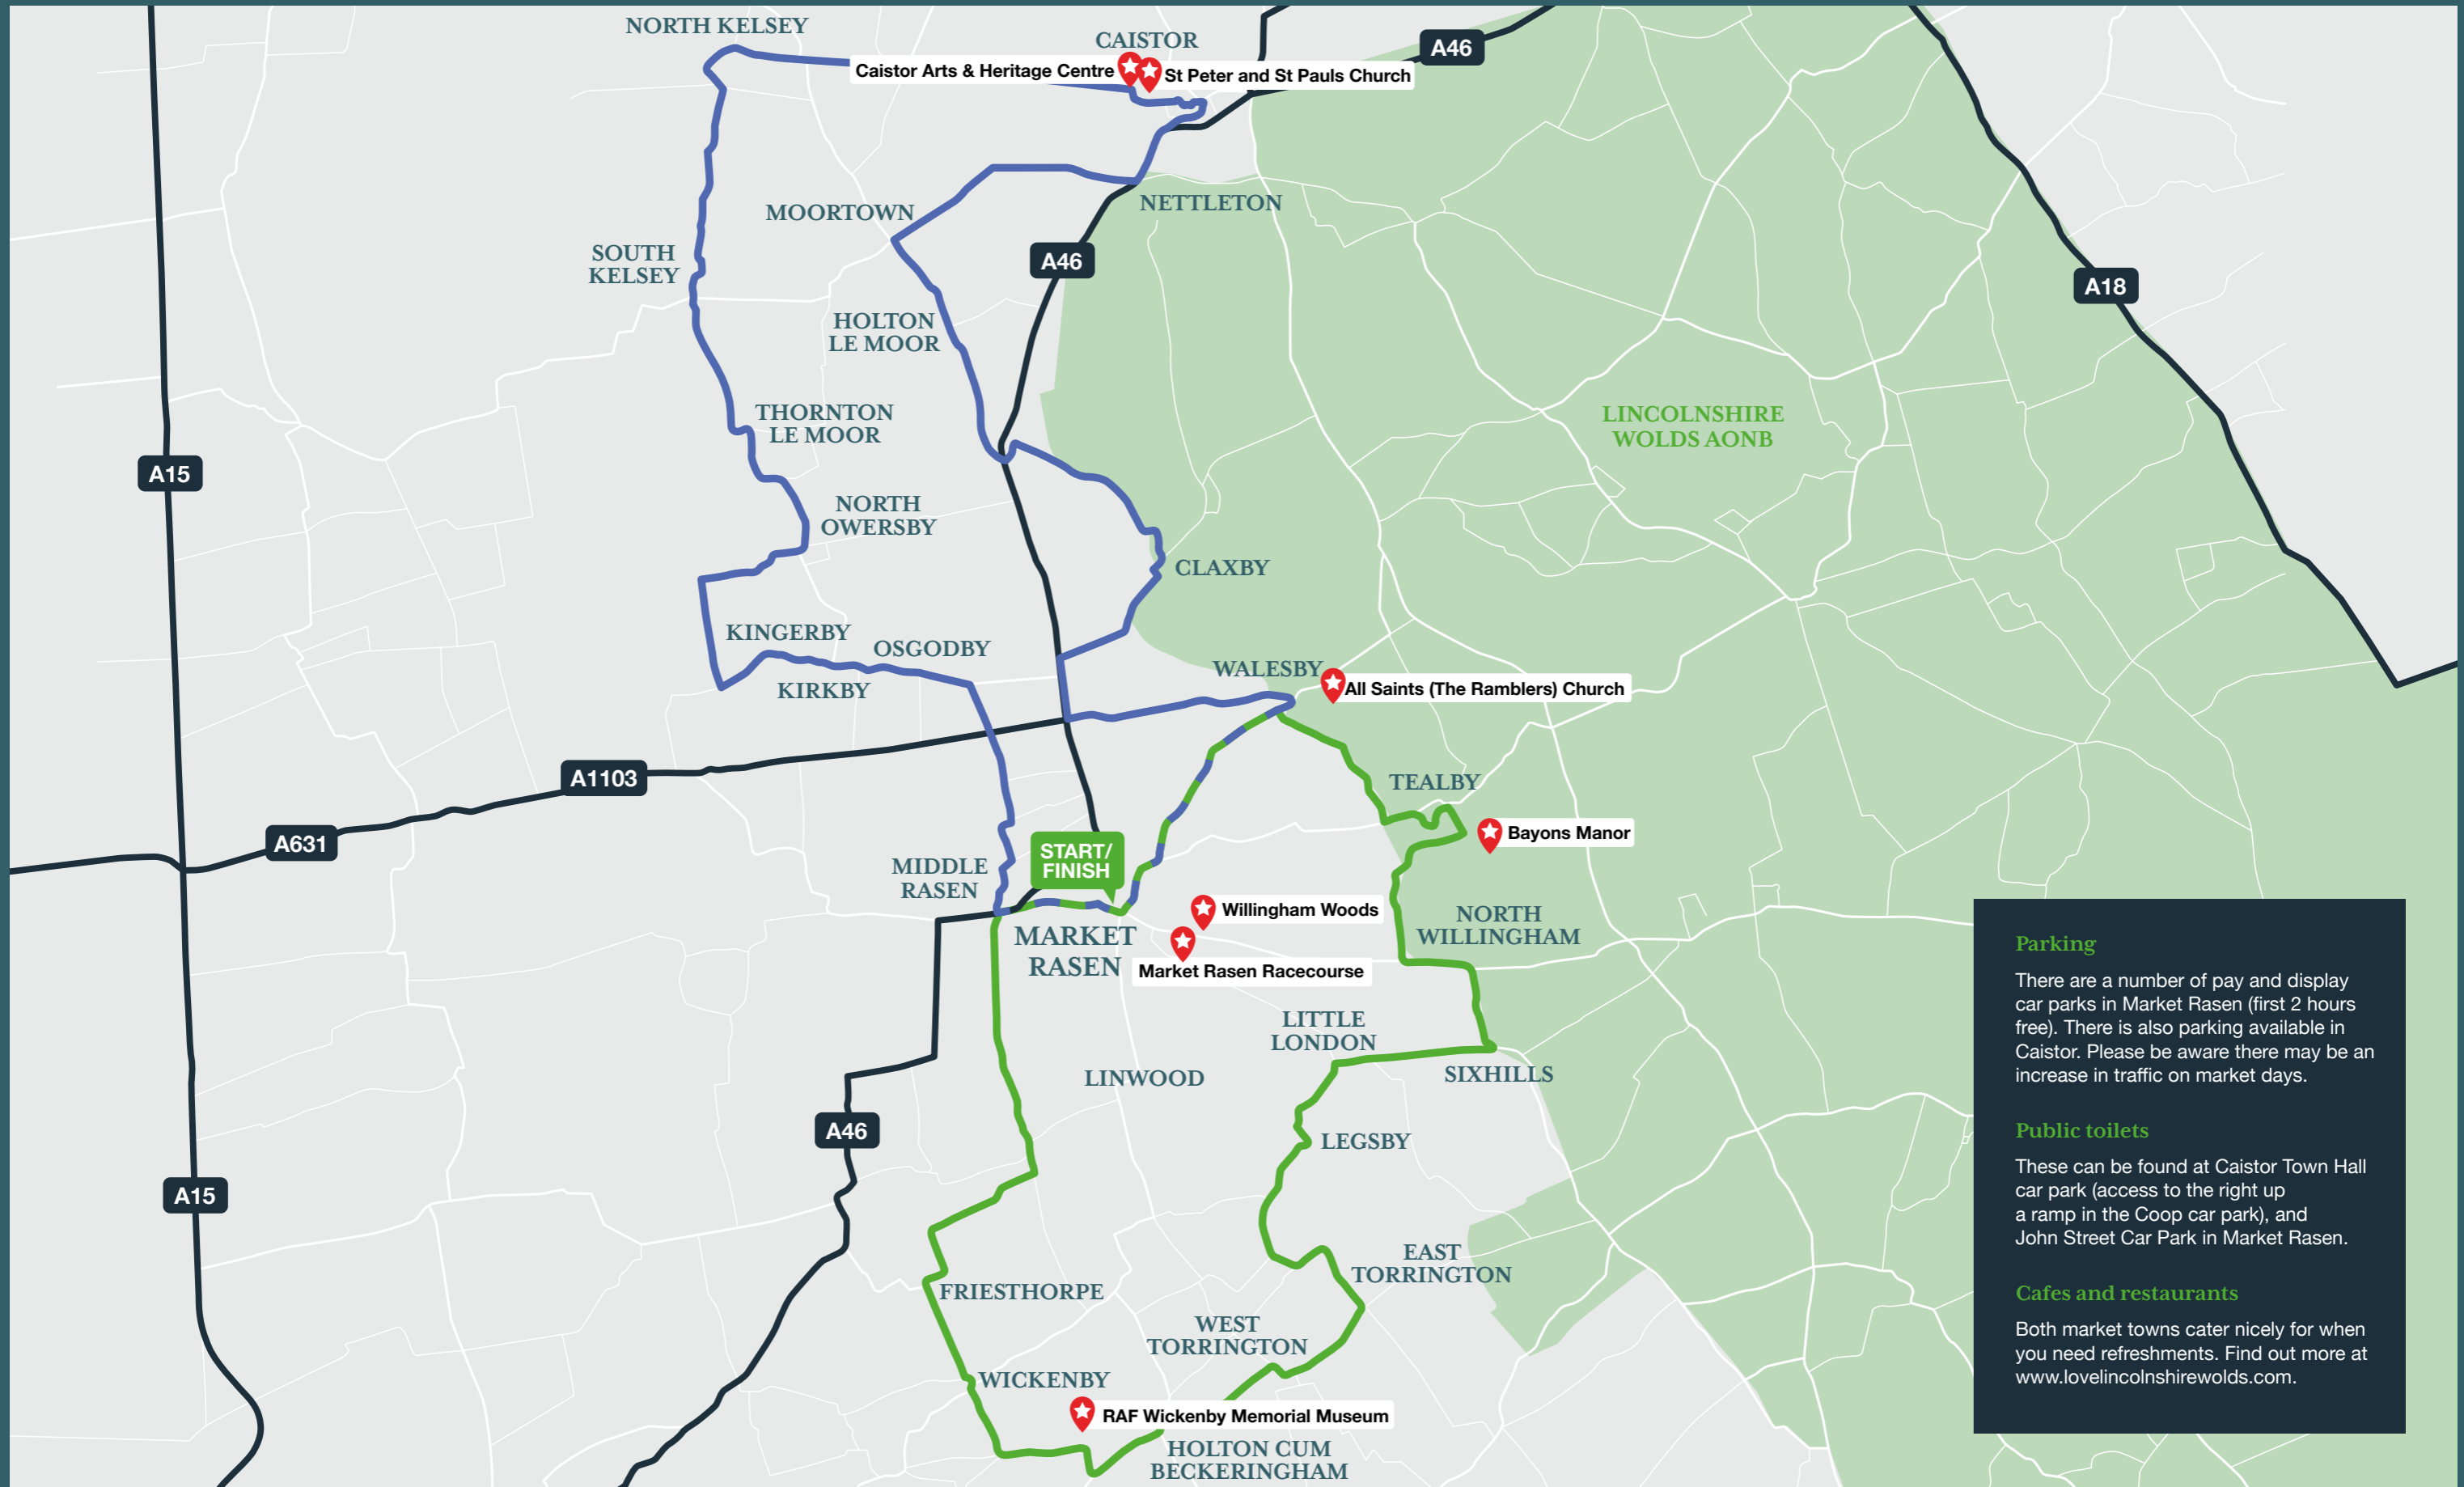 NORTH KELSEY
CAISTOR
A46
Caistor Arts & Heritage Centre
St Peter and St Pauls Church
MOORTOWN
NETTLETON
SOUTH
KELSEY
A46
A18
HOLTON
LE MOOR
THORNTON
LE MOOR
LINCOLNSHIRE
WOLDS AONB
A15
NORTH
OWERSBY
CLAXBY
KINGERBY
OSGODBY
KIRKBY
WALESBY
All Saints (The Ramblers) Church
A1103
TEALBY
A631
START/
FINISH
Bayons Manor
MIDDLE
RASEN
Willingham Woods
NORTH
WILLINGHAM
MARKET
RASEN
Market Rasen Racecourse
LITTLE
LONDON
LINWOOD
SIXHILLS
A46
LEGSBY
A15
EAST
TORRINGTON
FRIESTHORPE
WEST
TORRINGTON
WICKENBY
RAF Wickenby Memorial Museum
HOLTON CUM
BECKERINGHAM
Parking
There are a number of pay and display
car parks in Market Rasen (first 2 hours
free). There is also parking available in
Caistor. Please be aware there may be an
increase in traffic on market days.
Public toilets
These can be found at Caistor Town Hall
car park (access to the right up
a ramp in the Coop car park), and
John Street Car Park in Market Rasen.
Cafes and restaurants
Both market towns cater nicely for when
you need refreshments. Find out more at
www.lovelincolnshirewolds.com.